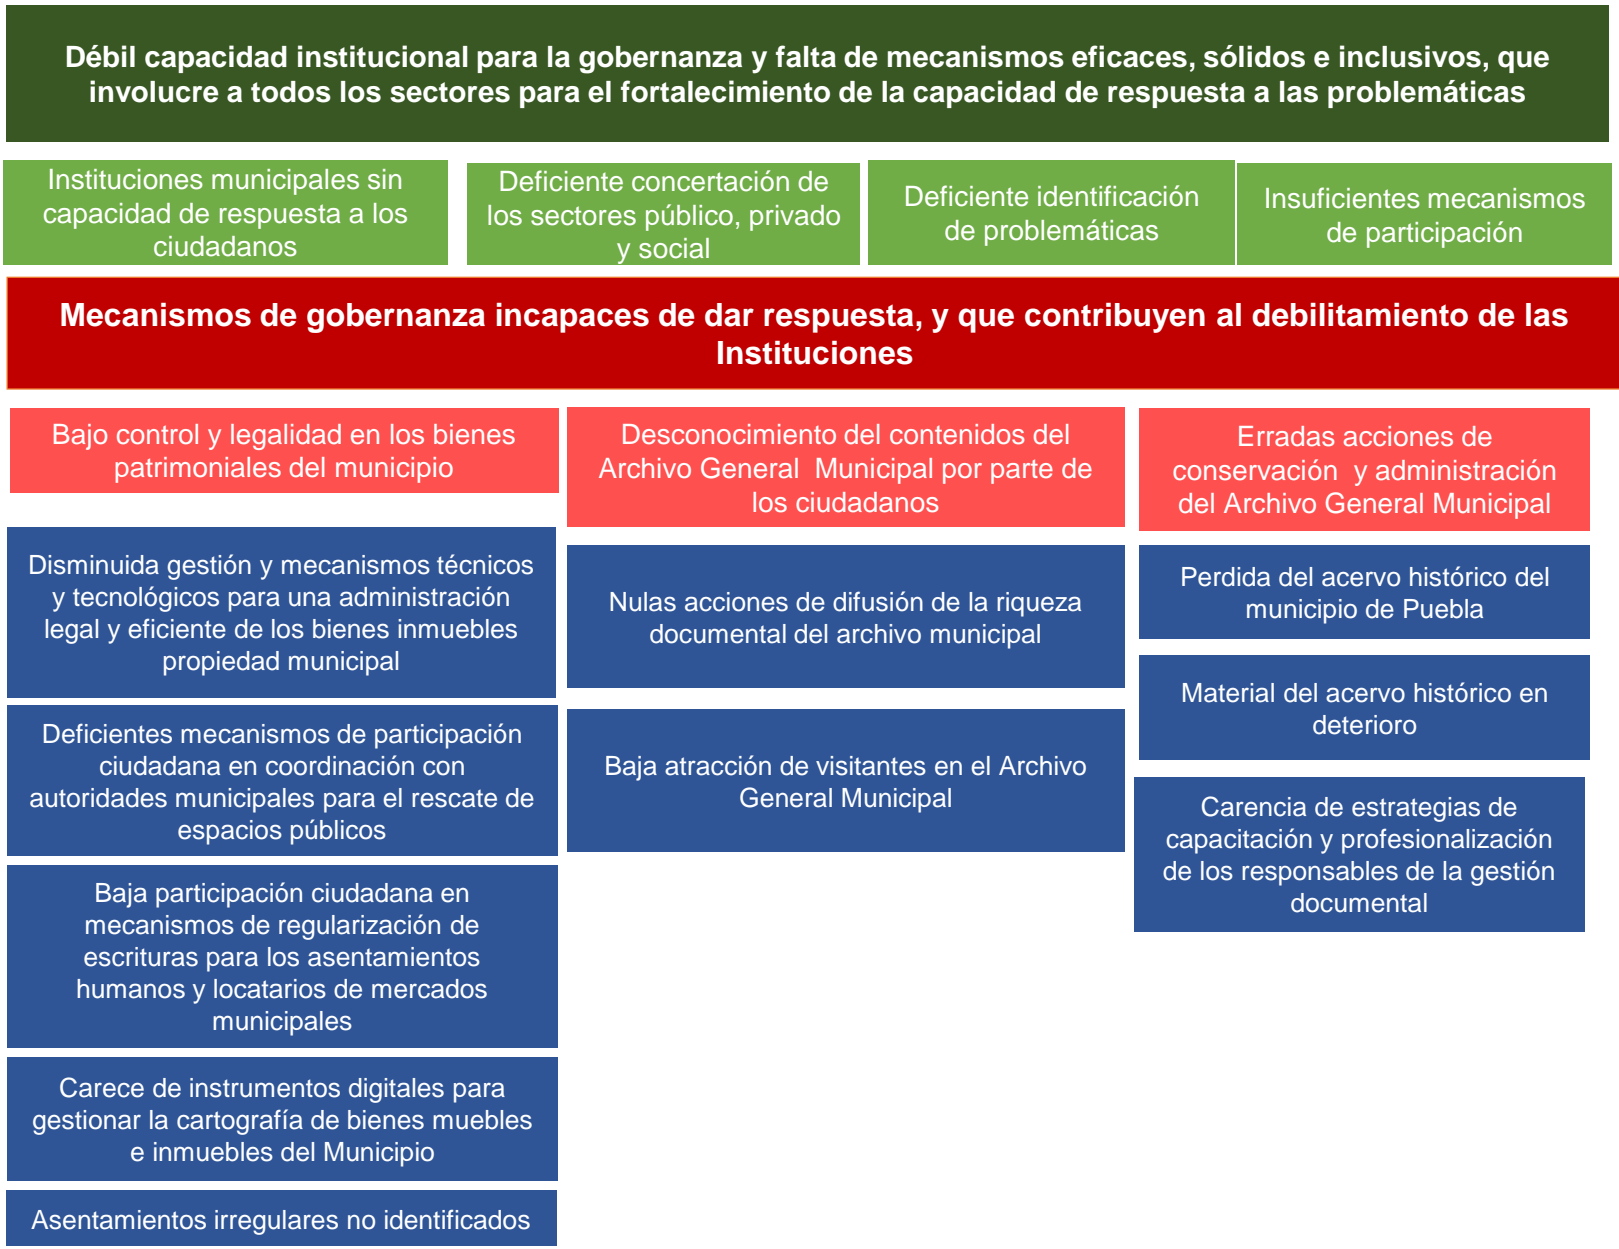 Débil capacidad institucional para la gobernanza y falta de mecanismos eficaces, sólidos e inclusivos, que
involucre a todos los sectores para el fortalecimiento de la capacidad de respuesta a las problemáticas
Instituciones municipales sin
capacidad de respuesta a los
ciudadanos
Deficiente concertación de
los sectores público, privado
y social
Deficiente identificación
de problemáticas
Insuficientes mecanismos
de participación
Mecanismos de gobernanza incapaces de dar respuesta, y que contribuyen al debilitamiento de las
Instituciones
Bajo control y legalidad en los bienes
patrimoniales del municipio
Disminuida gestión y mecanismos técnicos
y tecnológicos para una administración
legal y eficiente de los bienes inmuebles
propiedad municipal
Deficientes mecanismos de participación
ciudadana en coordinación con
autoridades municipales para el rescate de
espacios públicos
Baja participación ciudadana en
mecanismos de regularización de
escrituras para los asentamientos
humanos y locatarios de mercados
municipales
Carece de instrumentos digitales para
gestionar la cartografía de bienes muebles
e inmuebles del Municipio
Asentamientos irregulares no identificados
Desconocimiento del contenidos del
Archivo General Municipal por parte de
los ciudadanos
Nulas acciones de difusión de la riqueza
documental del archivo municipal
Baja atracción de visitantes en el Archivo
General Municipal
Erradas acciones de
conservación y administración
del Archivo General Municipal
Perdida del acervo histórico del
municipio de Puebla
Material del acervo histórico en
deterioro
Carencia de estrategias de
capacitación y profesionalización
de los responsables de la gestión
documental